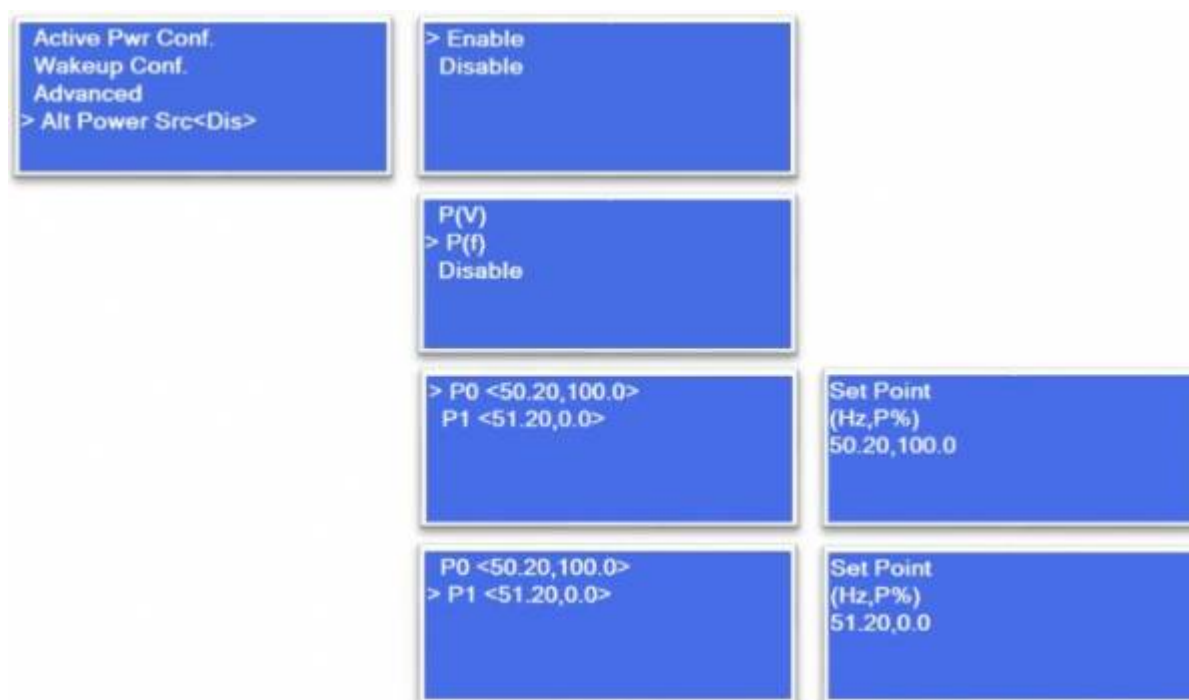 Active Pwr Conf.
Wakeup Conf.
Advanced
> Alt Power Src<Dis>
> Enable
Disable
P(V)
> P(f)
Disable
> P0 <50.20,100.0>
P1 <51.20,0.0>
Set Point
(Hz,P%)
50.20,100.0
P0 <50.20,100.0>
> P1 <51.20,0.0>
Set Point
(Hz,P%)
51.20,0.0